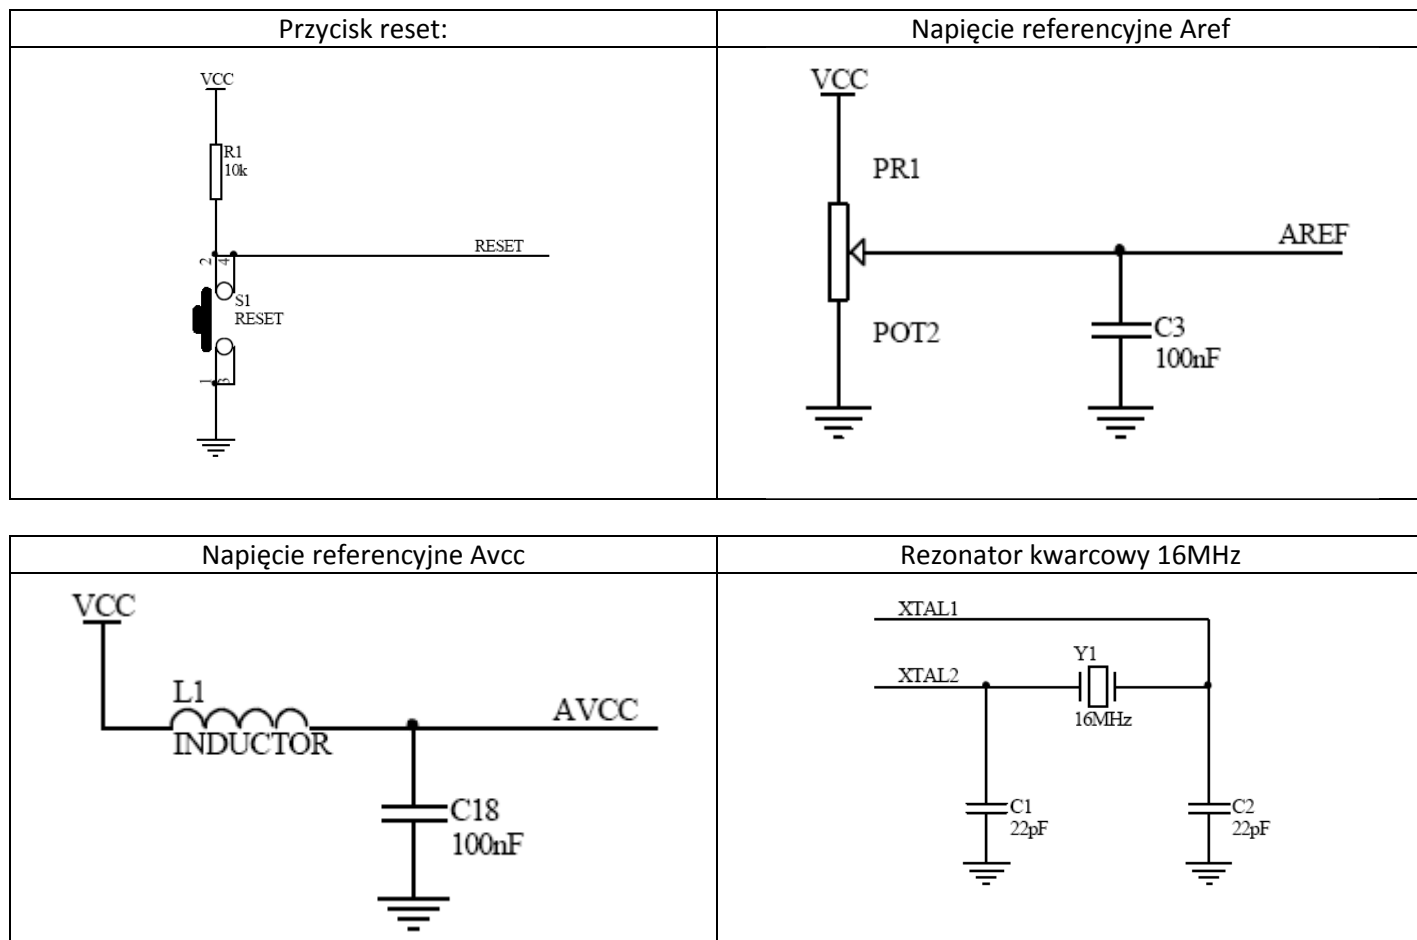 Przycisk reset:
Napięcie referencyjne Aref
VCC
R1
10k
RESET
2 4
S1
RESET
1 3
VCC
PR1
AREF
POT2
C3
100nF
Napięcie referencyjne Avcc
Rezonator kwarcowy 16MHz
VCC
L1
INDUCTOR
AVCC
C18
100nF
XTAL1
Y1
XTAL2
16MHz
C1
22pF
C2
22pF